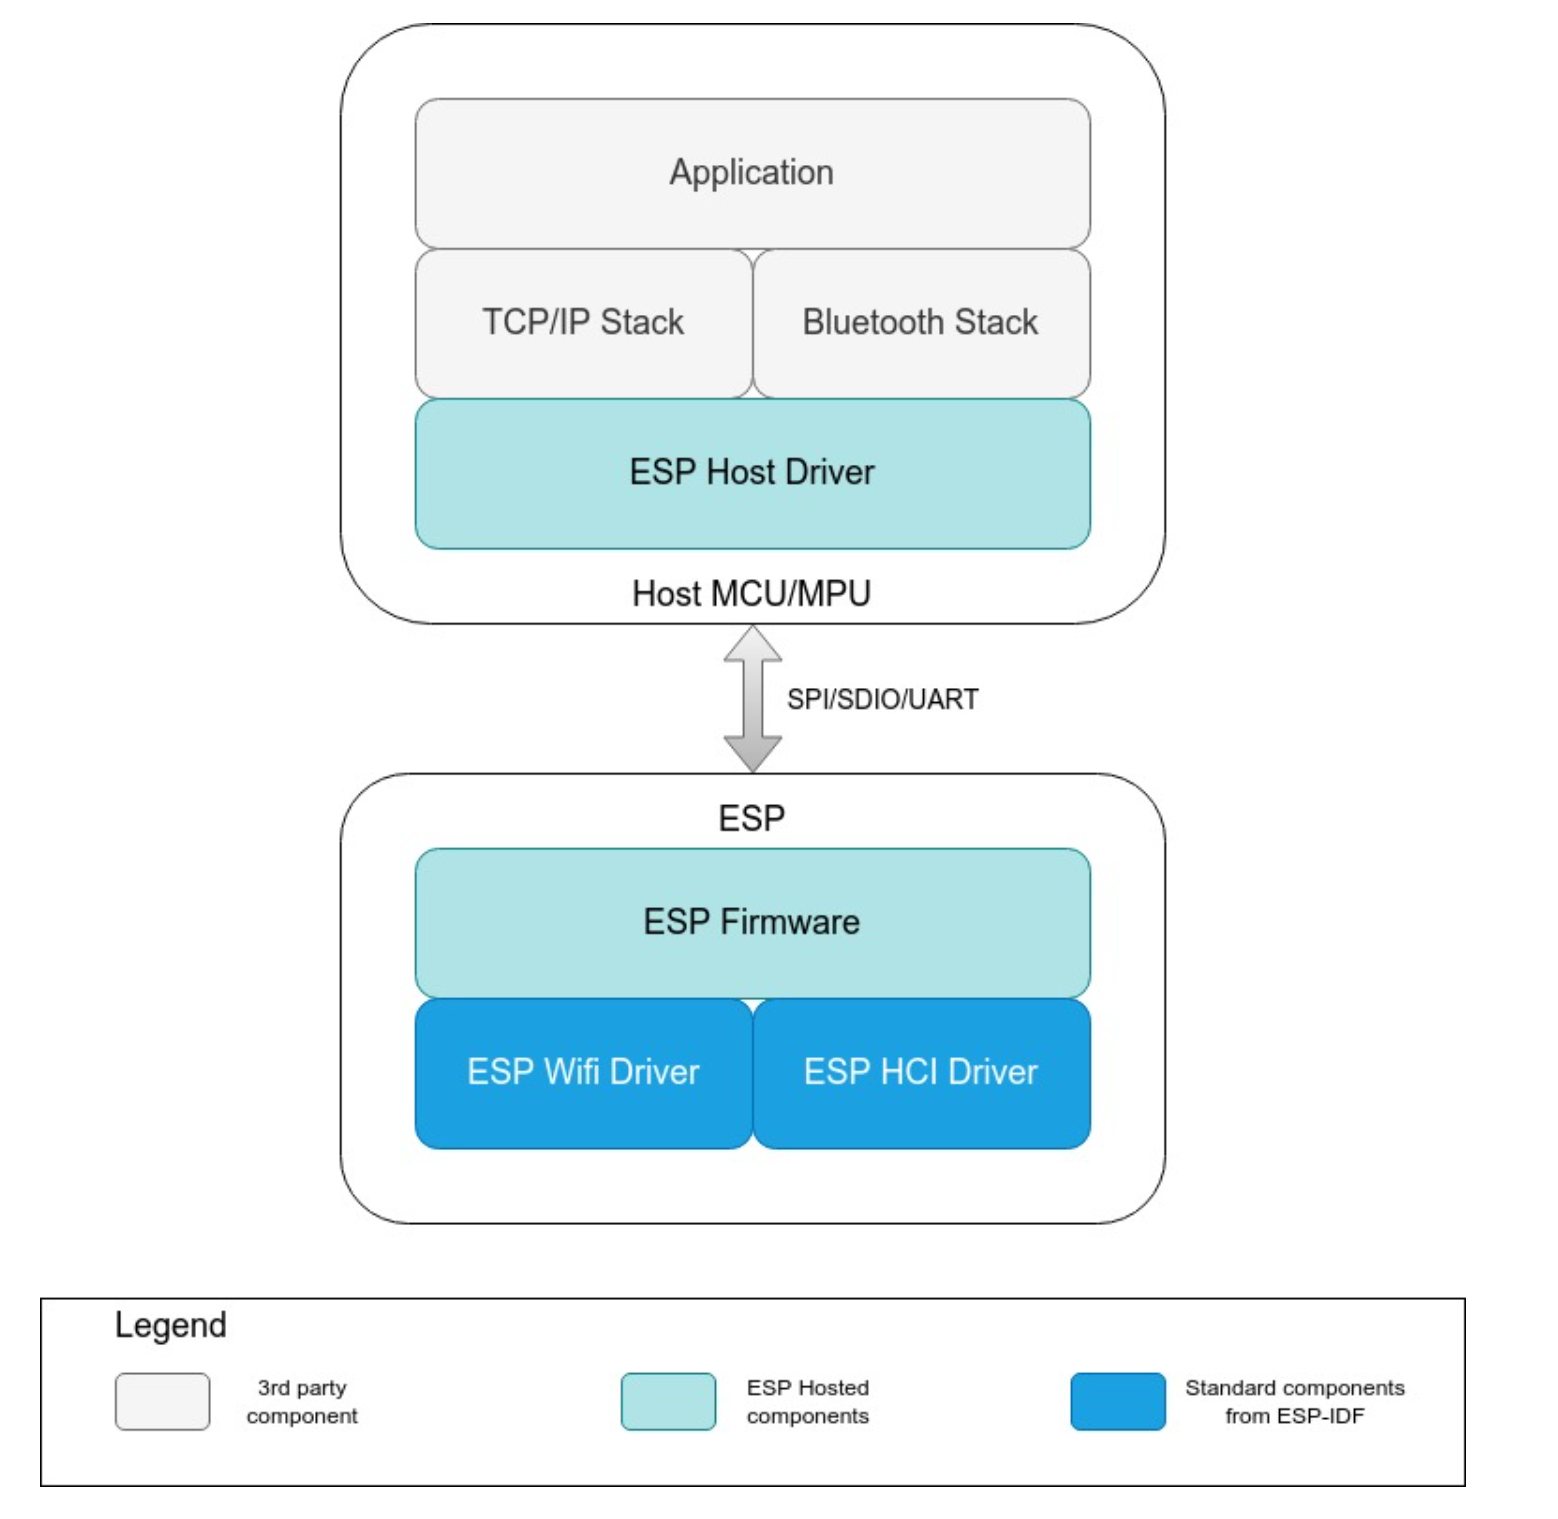 Application
TCP/IP Stack
Bluetooth Stack
ESP Host Driver
Host MCU/MPU
SPI/SDIO/UART
ESP
ESP Firmware
ESP Wifi Driver
ESP HCI Driver
Legend
3rd party
component
ESP Hosted
components
Standard components
from ESP-IDF